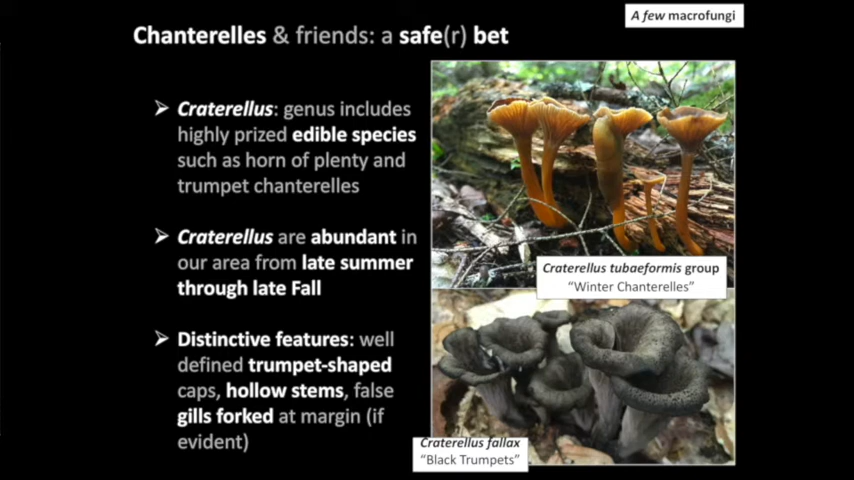 A few macrofungi
Chanterelles & friends: a safe(r) bet
➢ Craterellus: genus includes
highly prized edible species
such as horn of plenty and
trumpet chanterelles
➢ Craterellus are abundant in
our area from late summer
through late Fall
➢ Distinctive features: well
defined trumpet-shaped
caps, hollow stems, false
gills forked at margin (if
evident)
Craterellus tubaeformis group
“Winter Chanterelles”
Craterellus fallax
“Black Trumpets”